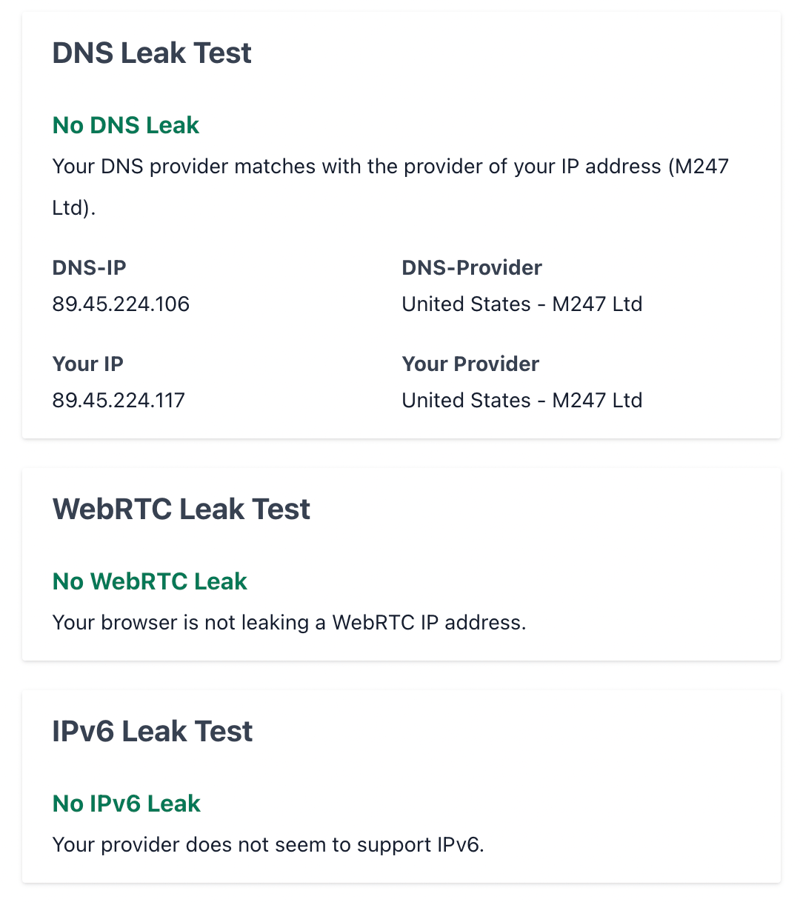 DNS Leak Test
No DNS Leak
Your DNS provider matches with the provider of your IP address (M247
Ltd).
DNS-IP
DNS-Provider
89.45.224.106
United States - M247 Ltd
Your IP
Your Provider
89.45.224.117
United States - M247 Ltd
WebRTC Leak Test
No WebRTC Leak
Your browser is not leaking a WebRTC IP address.
IPv6 Leak Test
No IPv6 Leak
Your provider does not seem to support IPv6.